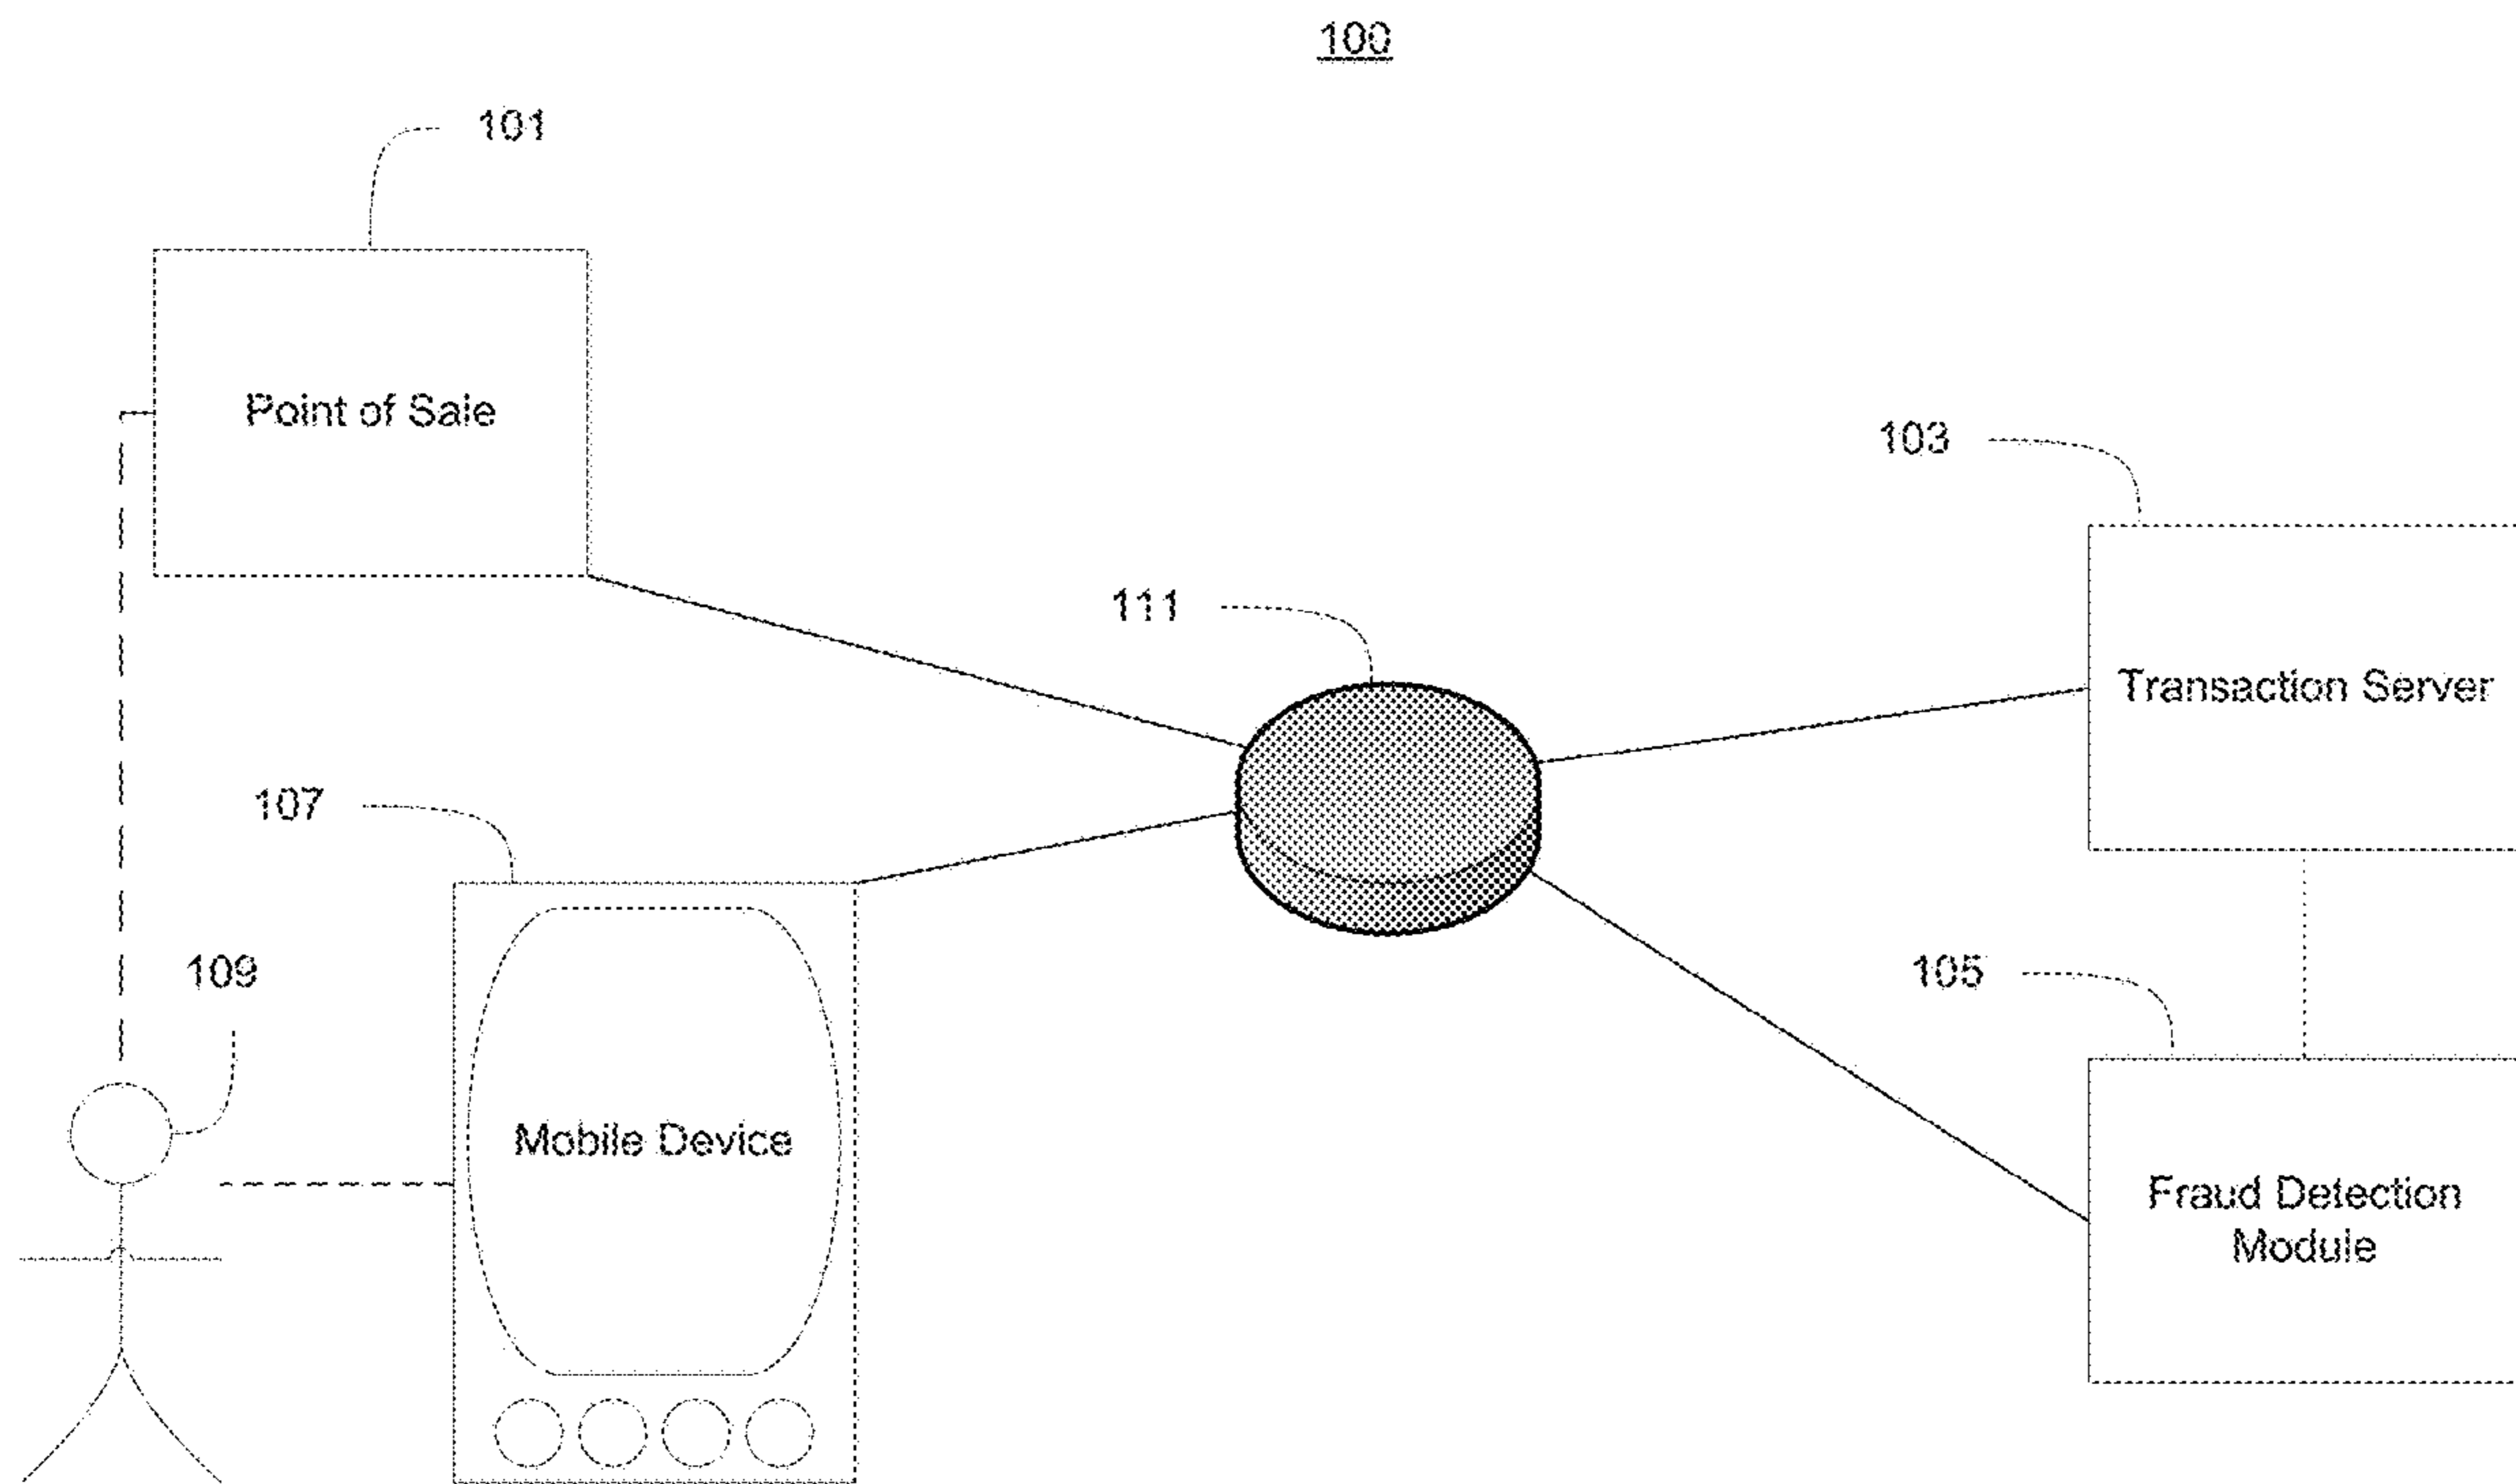 100
101
Point of Sale
103
111
Transaction Server
107
109
105
Mobile Device
Fraud Detection
Module